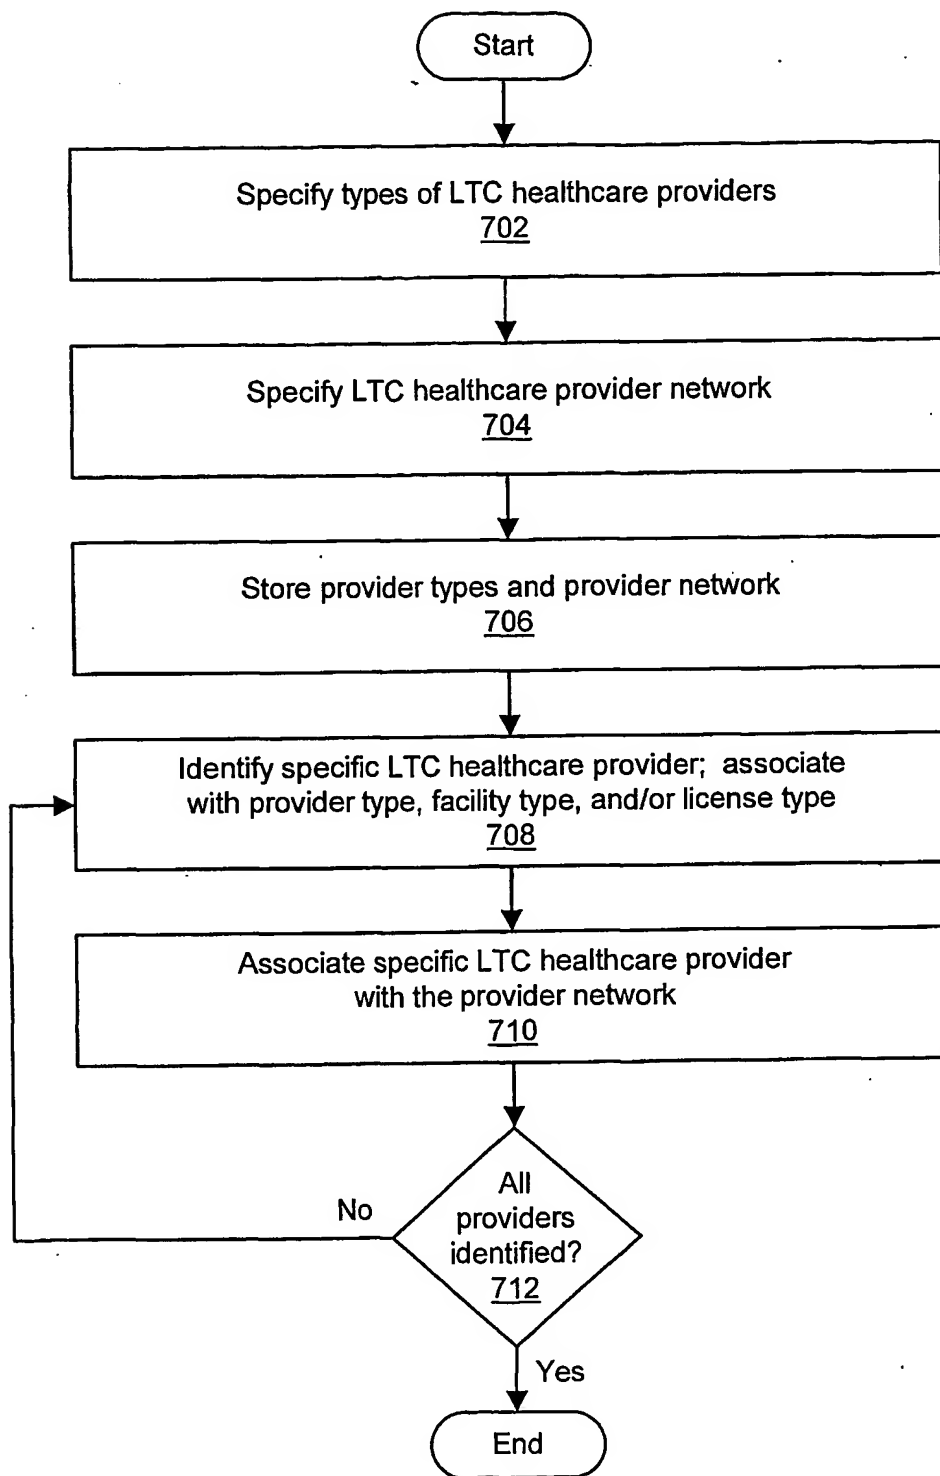 Start
Specify types of LTC healthcare providers
702
Specify LTC healthcare provider network
704
Store provider types and provider network
706
Identify specific LTC healthcare provider; associate
with provider type, facility type, and/or license type
708
Associate specific LTC healthcare provider
with the provider network
710
All
providers
identified?
712
No
Yes
End